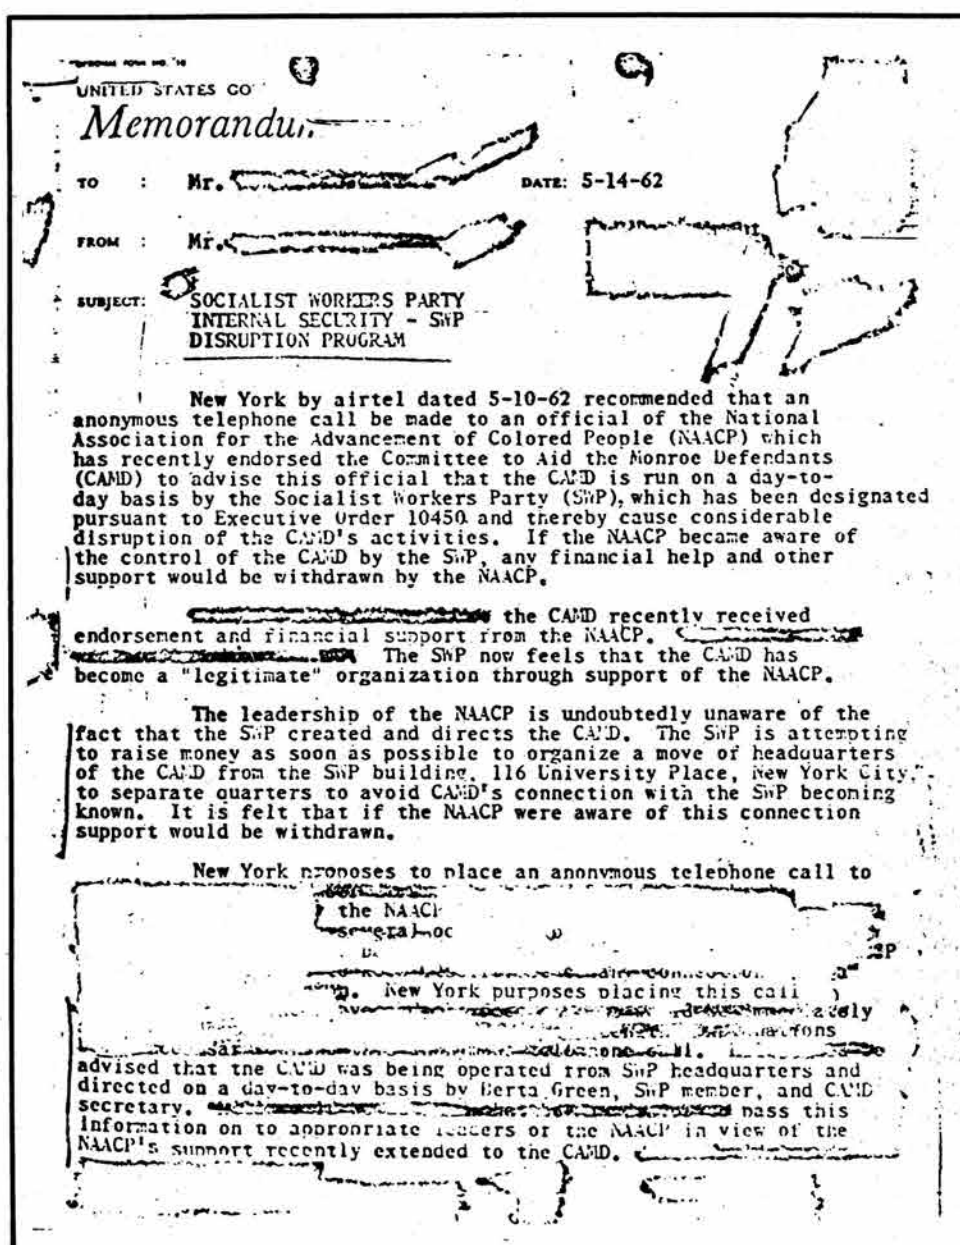 UNITED STATES GO
Memorandu
TO : Mr.
DATE: 5-14-62
FROM : Mr.
SUBJECT: SOCIALIST WORKERS PARTY
INTERNAL SECURITY - SWP
DISRUPTION PROGRAM
New York by airtel dated 5-10-62 recommended that an
anonymous telephone call be made to an official of the National
Association for the Advancement of Colored People (NAACP) which
has recently endorsed the Committee to Aid the Monroe Defendants
(CAMD) to advise this official that the CAMD is run on a day-to-
day basis by the Socialist Workers Party (SWP), which has been designated
pursuant to Executive Order 10450 and thereby cause considerable
disruption of the CAMD's activities. If the NAACP became aware of
the control of the CAMD by the SWP, any financial help and other
support would be withdrawn by the NAACP.
the CAMD recently received
endorsement and financial support from the NAACP.
The SWP now feels that the CAMD has
become a "legitimate" organization through support of the NAACP.
The leadership of the NAACP is undoubtedly unaware of the
fact that the SWP created and directs the CAMD. The SWP is attempting
to raise money as soon as possible to organize a move of headquarters
of the CAMD from the SWP building, 116 University Place, New York City,
to separate quarters to avoid CAMD's connection with the SWP becoming
known. It is felt that if the NAACP were aware of this connection
support would be withdrawn.
New York proposes to place an anonymous telephone call to
the NAACP
several
New York purposes placing this call
advised that the CAMD was being operated from SWP headquarters and
directed on a day-to-day basis by Berta Green, SWP member, and CAMD
secretary. pass this
information on to appropriate leaders of the NAACP in view of the
NAACP's support recently extended to the CAMD.